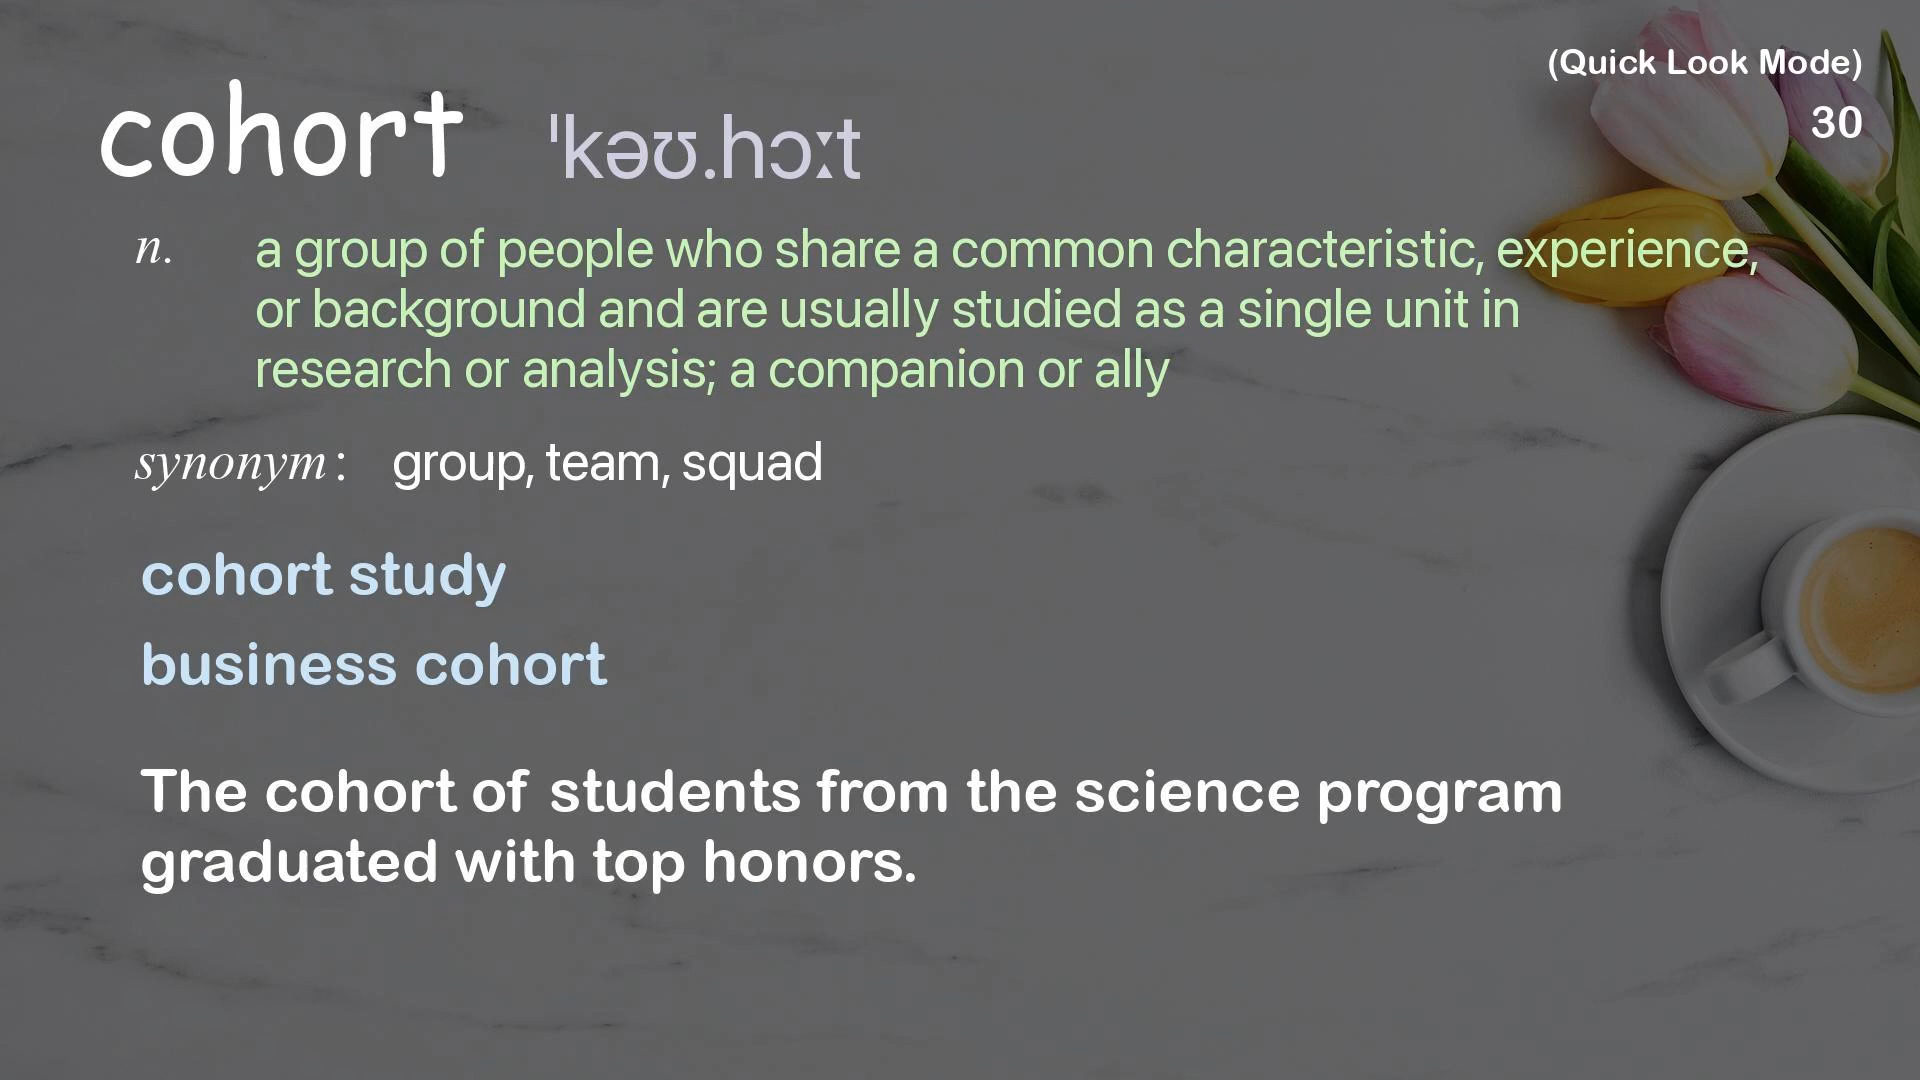 (Quick Look Mode)
30
cohort ˈkəʊ.hɔːt
n. a group of people who share a common characteristic, experience,
or background and are usually studied as a single unit in
research or analysis; a companion or ally
synonym : group, team, squad
cohort study
business cohort
The cohort of students from the science program
graduated with top honors.